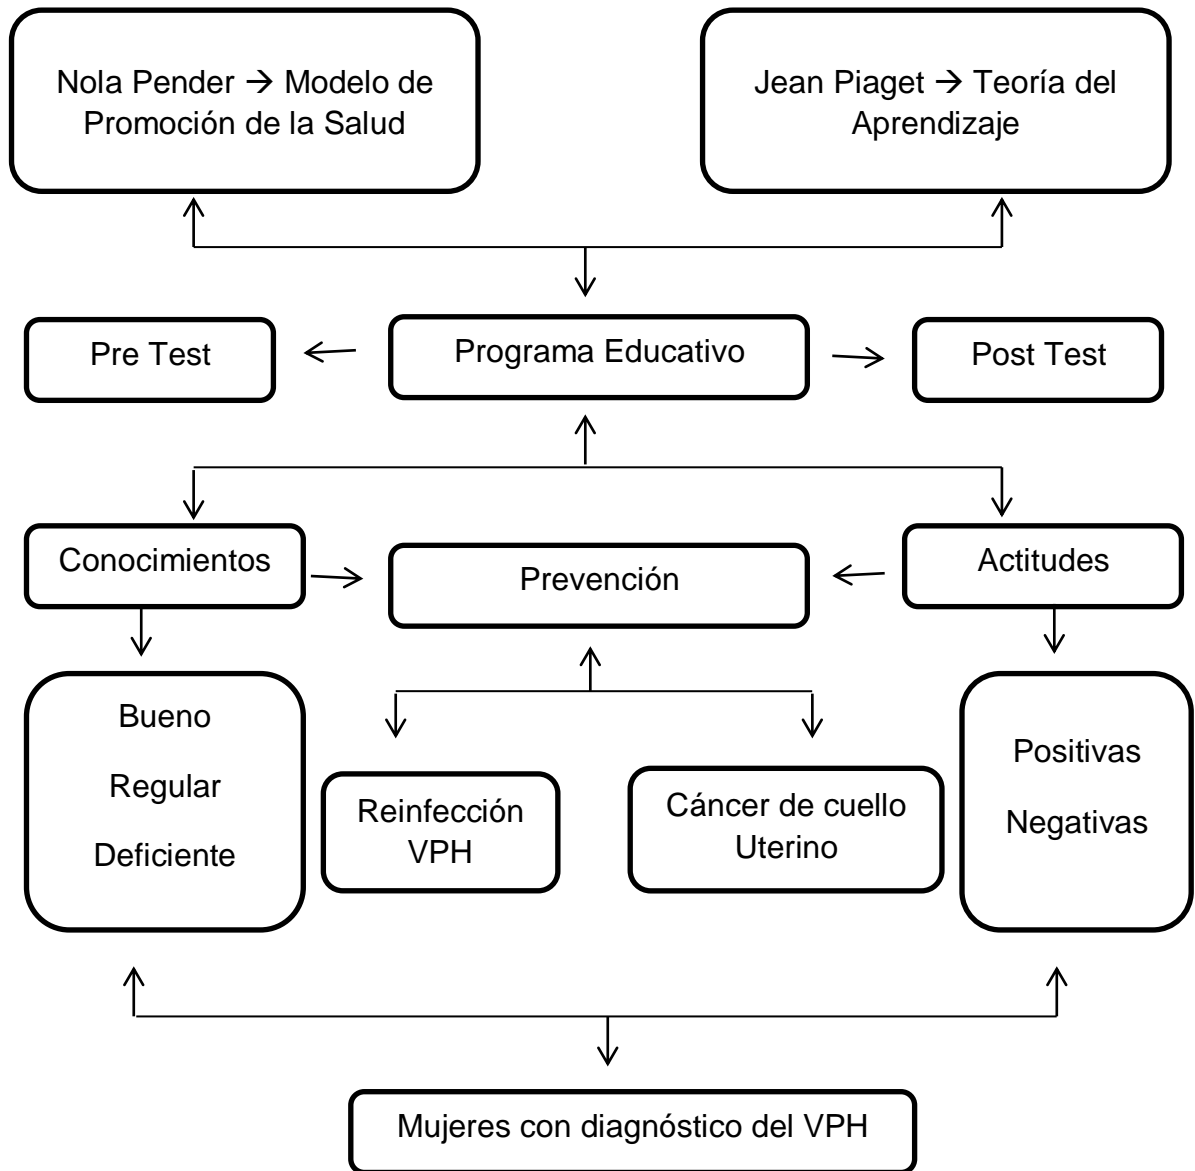 Nola Pender → Modelo de
Promoción de la Salud
Jean Piaget → Teoría del
Aprendizaje
Pre Test
Programa Educativo
Post Test
Conocimientos
Prevención
Actitudes
Bueno
Regular
Deficiente
Reinfección
VPH
Cáncer de cuello
Uterino
Positivas
Negativas
Mujeres con diagnóstico del VPH